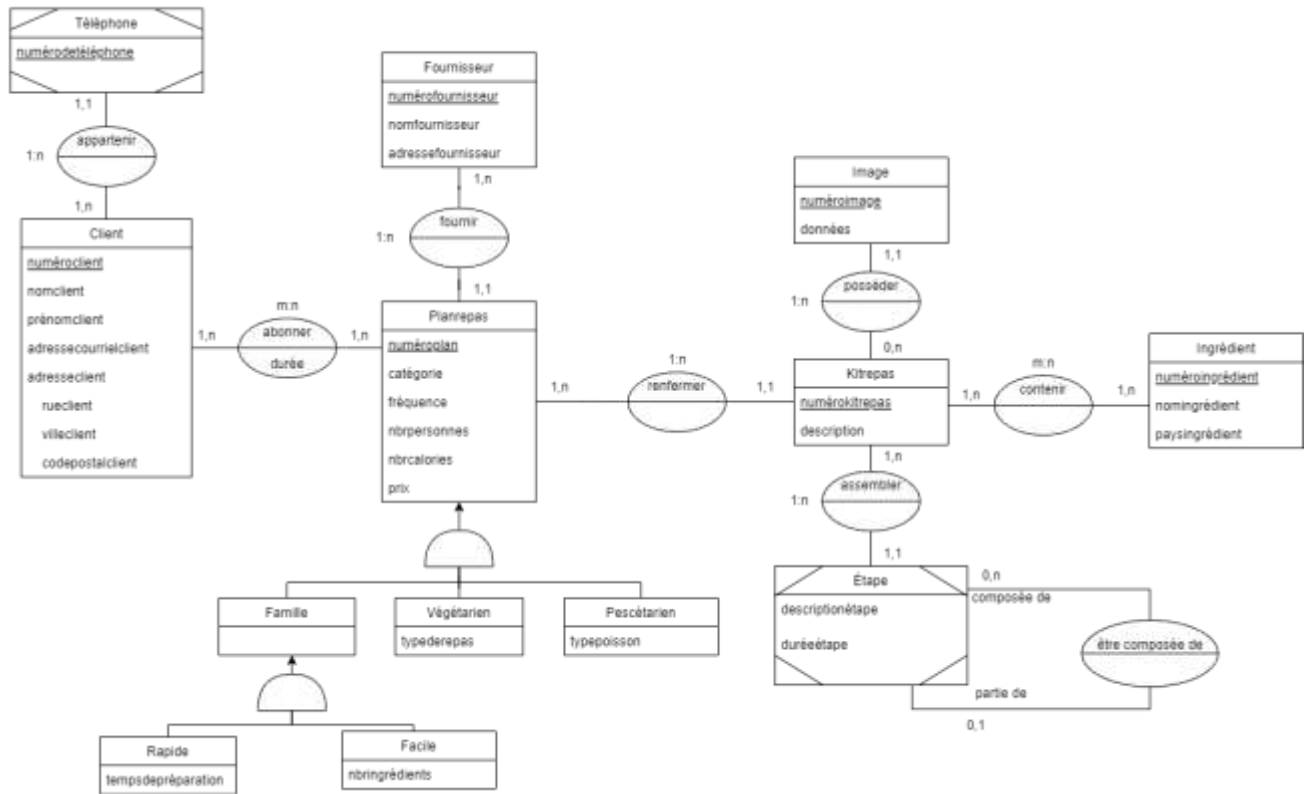 Téléphone
numérodetéléphone
1,1
appartenir
1:n
1,n
Client
numéroclient
nomclient
prénomclient
adressecourrielclient
adresseclient
rueclient
villeclient
codepostalclient
Fournisseur
numérofournisseur
nomfournisseur
adressefournisseur
1,n
fournir
1:n
1,1
m:n
1,n
abonner
durée
1,n
Planrepas
numéroplan
catégorie
fréquence
nbrpersonnes
nbrcalories
prix
1:n
1,n
renfermer
1,1
Image
numéroimage
données
1,1
posséder
1:n
0,n
Kitrepas
numérokitrepas
description
m:n
1,n
contenir
1,n
Ingrédient
numéroingrédient
nomingrédient
paysingrédient
1,n
assembler
1:n
1,1
Étape
descriptionétape
duréeétape
0,n
composée de
être composée de
partie de
0,1
Famille
Végétarien
typederepas
Pescétarien
typepoisson
Rapide
tempsdepréparation
Facile
nbringrédients